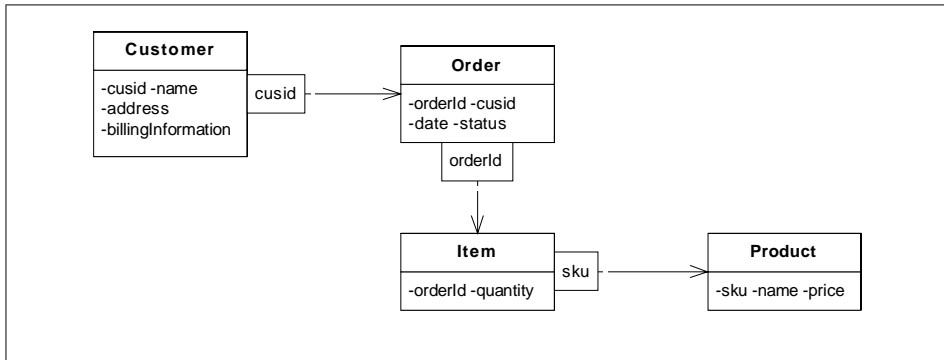 Customer
-cusid -name
-address
-billingInformation
cusid
Order
-orderId -cusid
-date -status
orderId
Item
-orderId -quantity
sku
Product
-sku -name -price